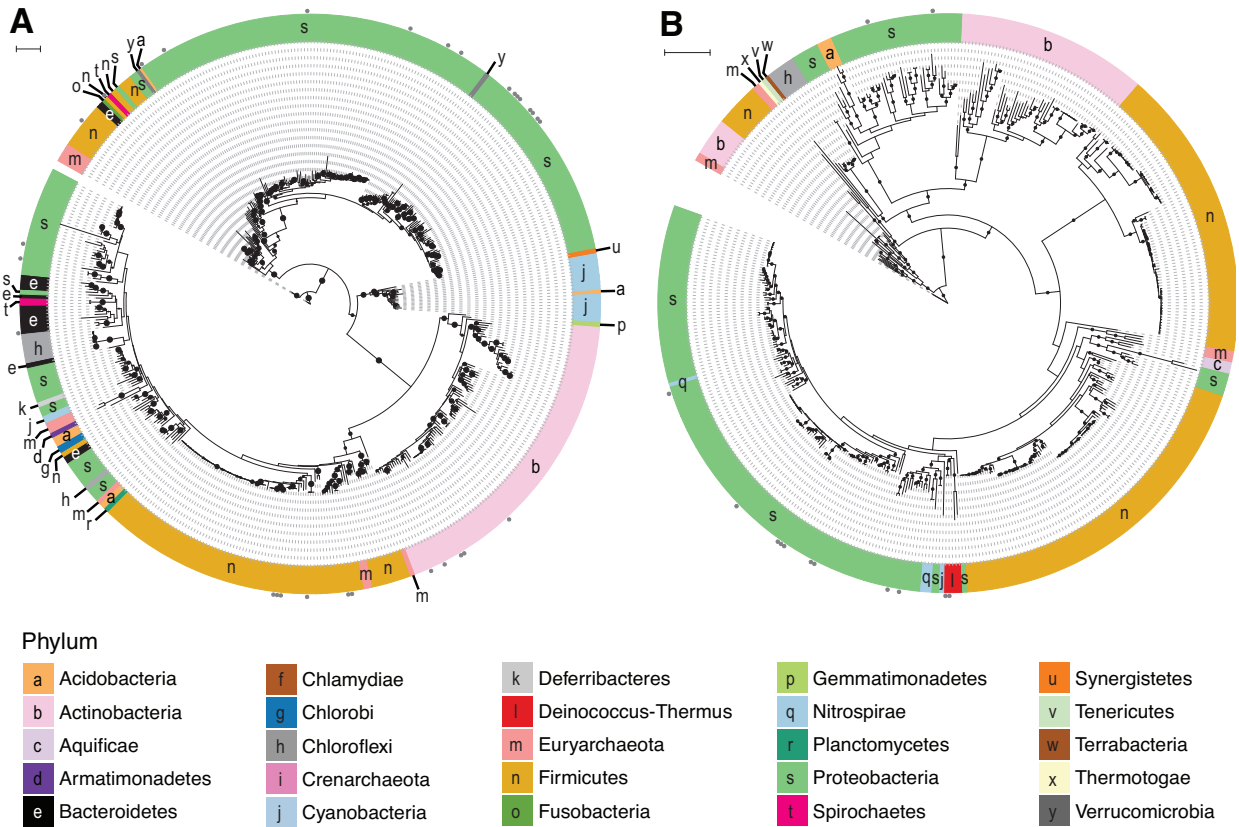 A
B
s
y a
s
n
t
n
o
n
s
e
n
m
y
s
u
j
a
j
p
b
m
n
m
n
r
a
m
s
h
s
e
n
g
d
a
m
j
s
k
s
e
h
e
t
e
s
e
s
b
s
a
s
h
w
v
x
m
n
b
m
n
m
c
s
n
s
l
j
s
q
s
q
s
Phylum
a Acidobacteria f Chlamydiae k Deferribacteres p Gemmatimonadetes u Synergistetes
b Actinobacteria g Chlorobi l Deinococcus-Thermus q Nitrospirae v Tenericutes
c Aquificae h Chloroflexi m Euryarchaeota r Planctomycetes w Terrabacteria
d Armatimonadetes i Crenarchaeota n Firmicutes s Proteobacteria x Thermotogae
e Bacteroidetes j Cyanobacteria o Fusobacteria t Spirochaetes y Verrucomicrobia